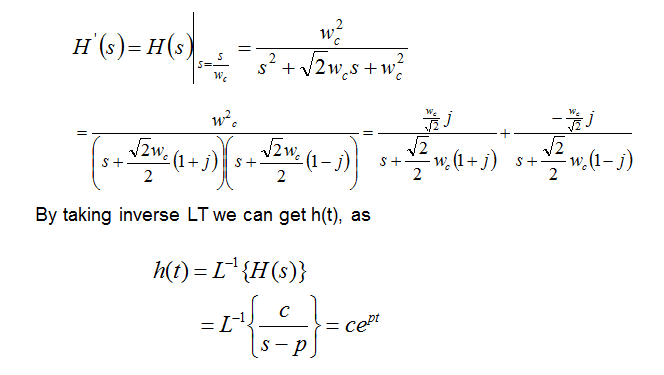 H'(s) = H(s)|_{s=\frac{s}{w_c}} = \frac{w_c^2}{s^2 + \sqrt{2}w_c s + w_c^2}
= \frac{w^2_c}{\left(s + \frac{\sqrt{2}w_c}{2}(1+j)\right)\left(s + \frac{\sqrt{2}w_c}{2}(1-j)\right)} = \frac{\frac{w_c}{\sqrt{2}}j}{s + \frac{\sqrt{2}}{2}w_c(1+j)} + \frac{-\frac{w_c}{\sqrt{2}}j}{s + \frac{\sqrt{2}}{2}w_c(1-j)}
By taking inverse LT we can get h(t), as
h(t) = L^{-1}\{H(s)\}
= L^{-1}\left\{\frac{c}{s-p}\right\} = ce^{pt}